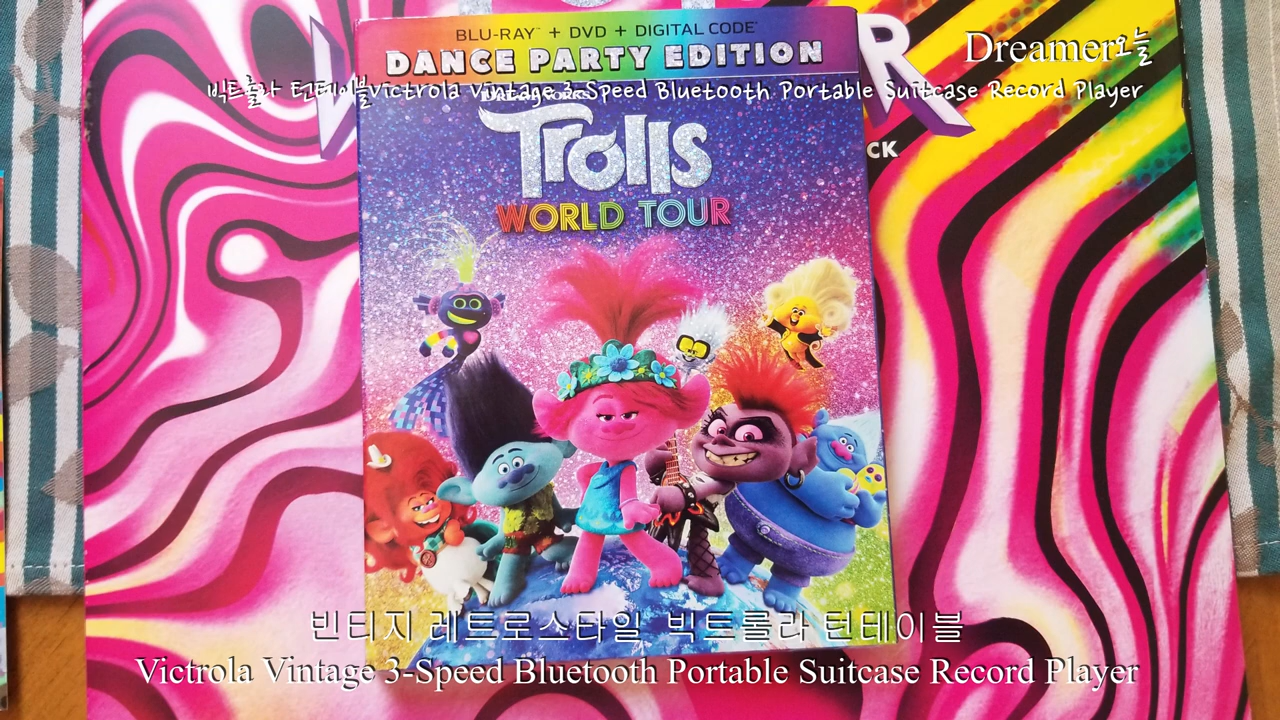 BLU-RAY™ + DVD + DIGITAL CODE™
DANCE PARTY EDITION
Dreamer오늘
빅트롤라 턴테이블Victrola Vintage 3-Speed Bluetooth Portable Suitcase Record Player
Trolls
WORLD TOUR
R
CK
빈티지 레트로스타일 빅트롤라 턴테이블
Victrola Vintage 3-Speed Bluetooth Portable Suitcase Record Player